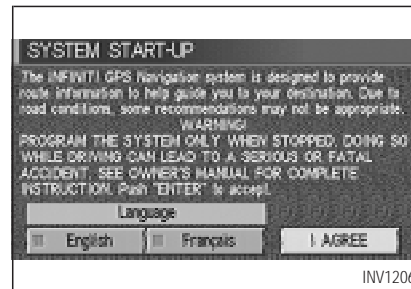 SYSTEM START-UP
The INFINITI GPS Navigation system is designed to provide
route information to help guide you to your destination. Due to
road conditions, some recommendations may not be appropriate.
WARNING!
PROGRAM THE SYSTEM ONLY WHEN STOPPED. DOING SO
WHILE DRIVING CAN LEAD TO A SERIOUS OR FATAL
ACCIDENT. SEE OWNER'S MANUAL FOR COMPLETE
INSTRUCTION. Push "ENTER" to accept.
Language
English Français I AGREE
INV1206